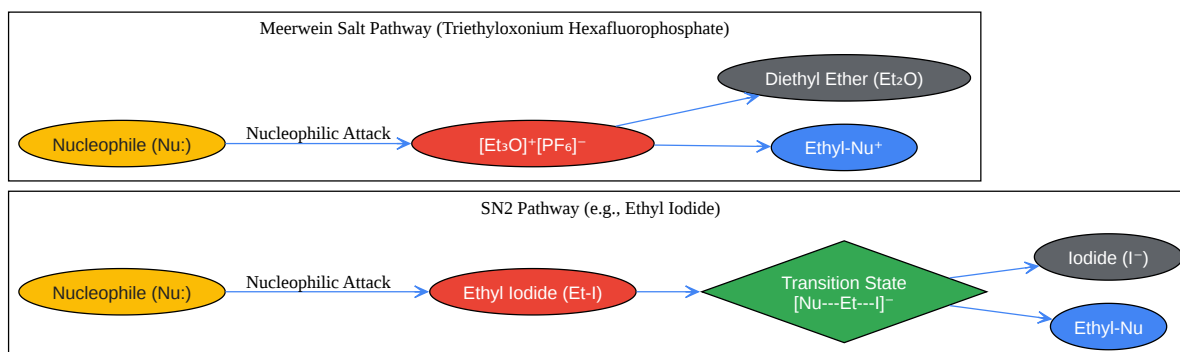 Meerwein Salt Pathway (Triethyloxonium Hexafluorophosphate)
Nucleophile (Nu:)
Nucleophilic Attack
[Et₃O]⁺[PF₆]⁻
Diethyl Ether (Et₂O)
Ethyl-Nu⁺
SN2 Pathway (e.g., Ethyl Iodide)
Nucleophile (Nu:)
Nucleophilic Attack
Ethyl Iodide (Et-I)
Transition State
[Nu---Et---I]⁻
Iodide (I⁻)
Ethyl-Nu